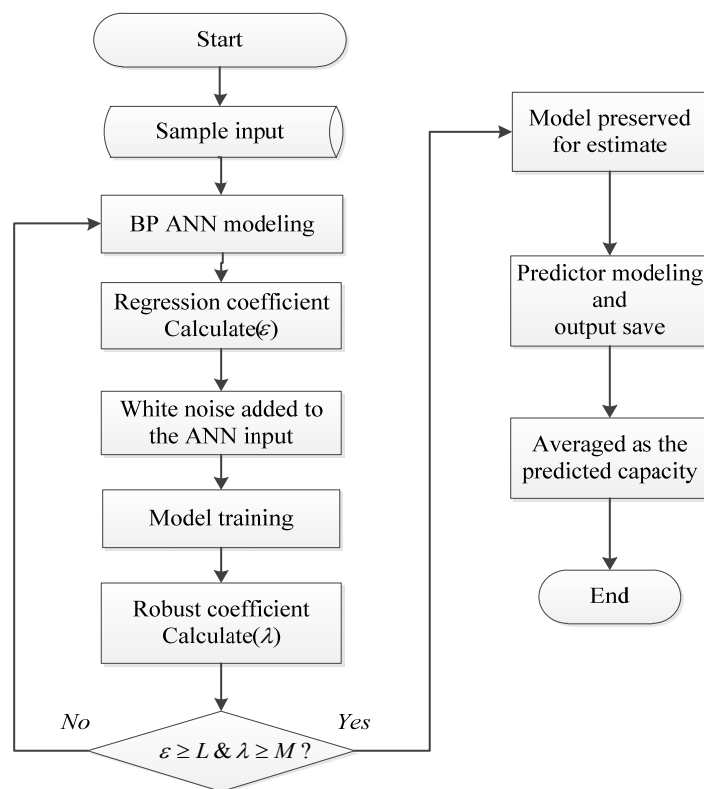 Start
Sample input
BP ANN modeling
Regression coefficient
Calculate(ε)
White noise added to
the ANN input
Model training
Robust coefficient
Calculate(λ)
No
Yes
ε ≥ L & λ ≥ M ?
Model preserved
for estimate
Predictor modeling
and
output save
Averaged as the
predicted capacity
End